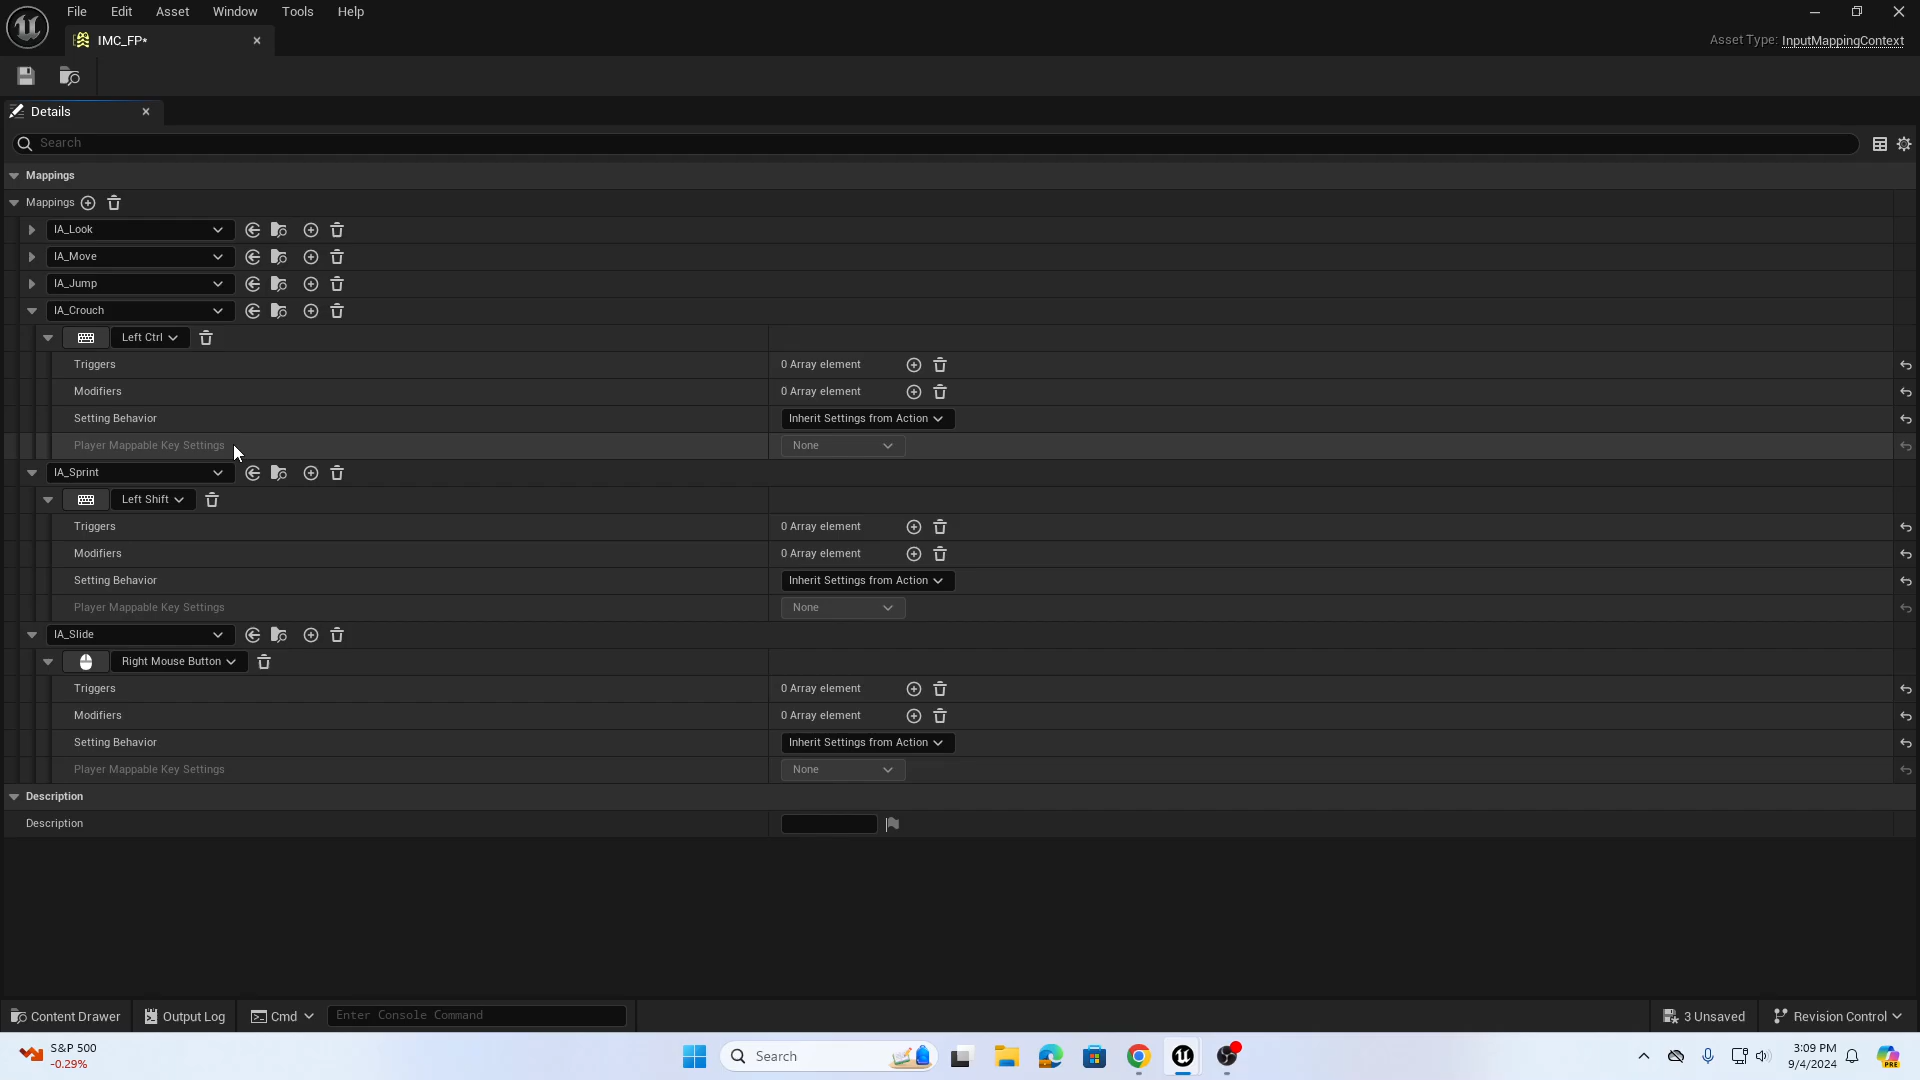 File Edit Asset Window Tools Help
IMC_FP*
Asset Type: InputMappingContext
Details
Search
Mappings
Mappings
IA_Look
IA_Move
IA_Jump
IA_Crouch
Left Ctrl
Triggers 0 Array element
Modifiers 0 Array element
Setting Behavior Inherit Settings from Action
Player Mappable Key Settings None
IA_Sprint
Left Shift
Triggers 0 Array element
Modifiers 0 Array element
Setting Behavior Inherit Settings from Action
Player Mappable Key Settings None
IA_Slide
Right Mouse Button
Triggers 0 Array element
Modifiers 0 Array element
Setting Behavior Inherit Settings from Action
Player Mappable Key Settings None
Description
Description
Content Drawer Output Log Cmd Enter Console Command 3 Unsaved Revision Control
S&P 500
-0.29%
Search
3:09 PM
9/4/2024
PRE